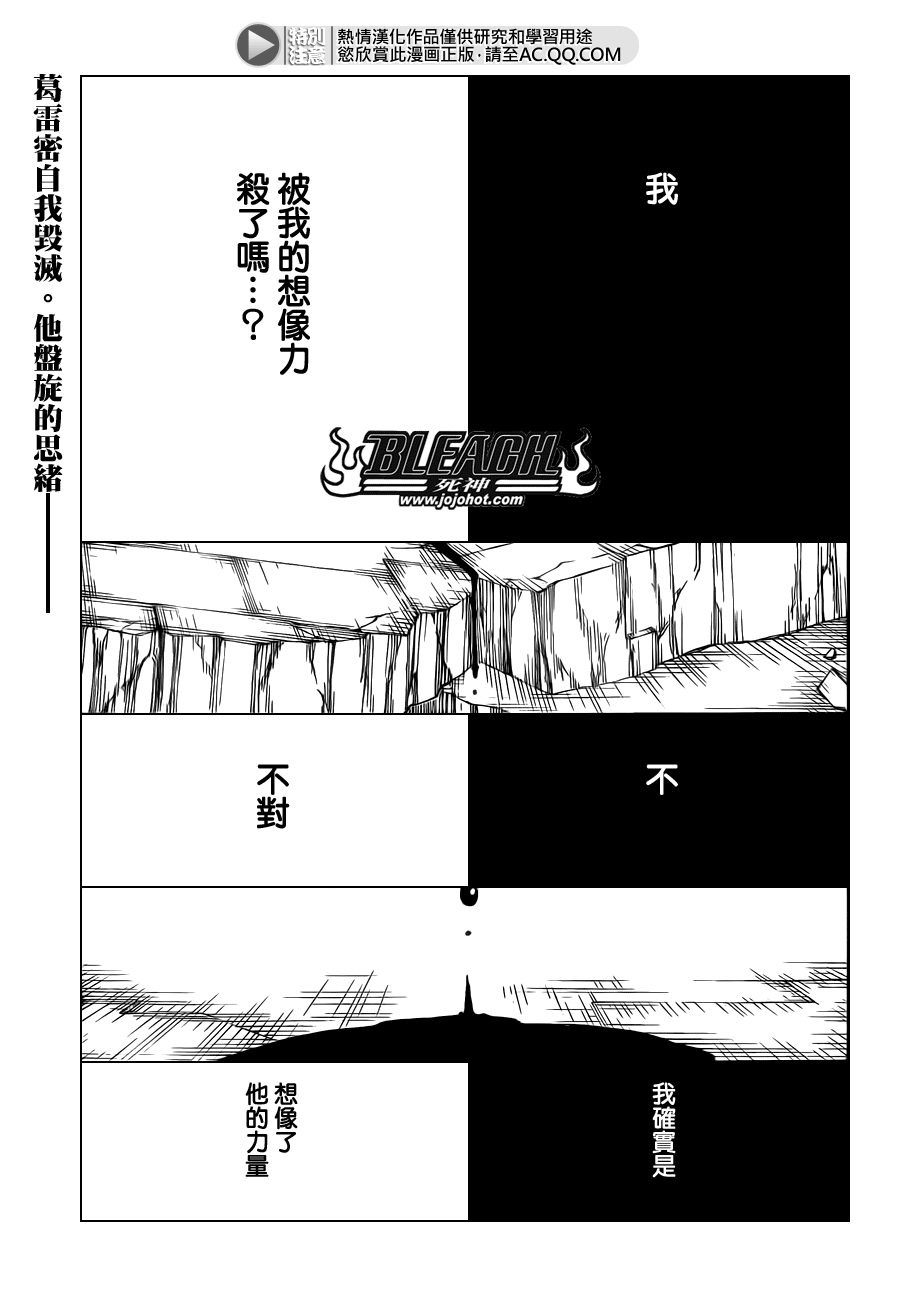 特別
注意
熱情漢化作品僅供研究和學習用途
慾欣賞此漫画正版,請至AC.QQ.COM
我
被我的想像力
殺了嗎…?
葛雷密自我毀滅。他盤旋的思緒——
BLEACH
死神
www.jojohot.com
不
不對
我確實是
想像了
他的力量